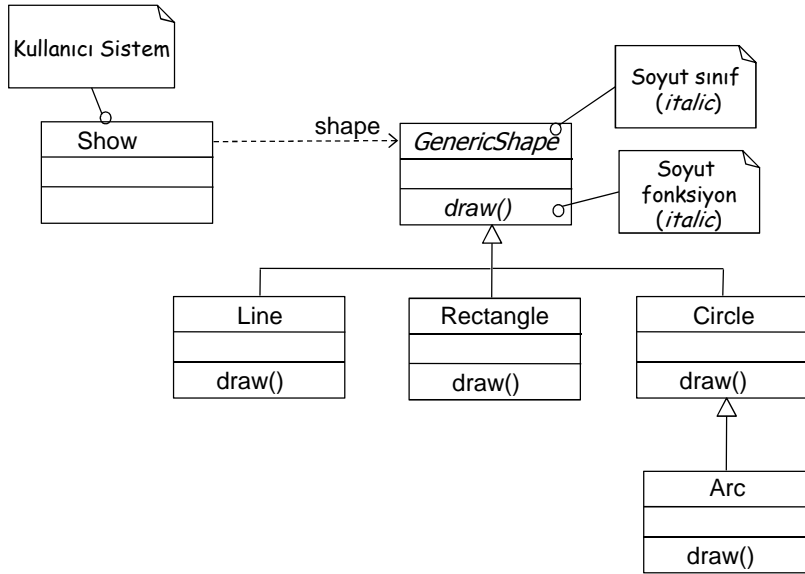 Kullanıcı Sistem
Soyut sınıf
(italic)
Show
shape
GenericShape
draw()
Soyut
fonksiyon
(italic)
Line
draw()
Rectangle
draw()
Circle
draw()
Arc
draw()